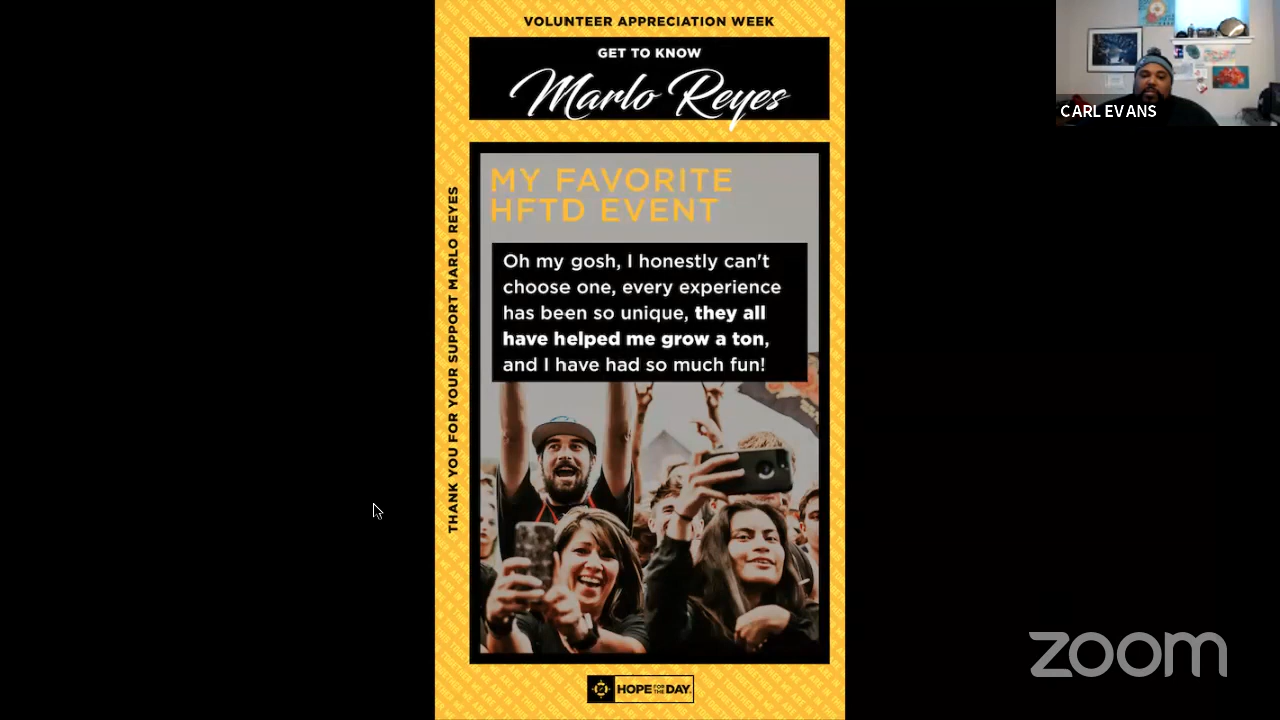 VOLUNTEER APPRECIATION WEEK
GET TO KNOW
Marlo Reyes
CARL EVANS
THANK YOU FOR YOUR SUPPORT MARLO REYES
MY FAVORITE
HFTD EVENT
Oh my gosh, I honestly can't
choose one, every experience
has been so unique, they all
have helped me grow a ton,
and I have had so much fun!
HOPE FOR THE DAY
zoom